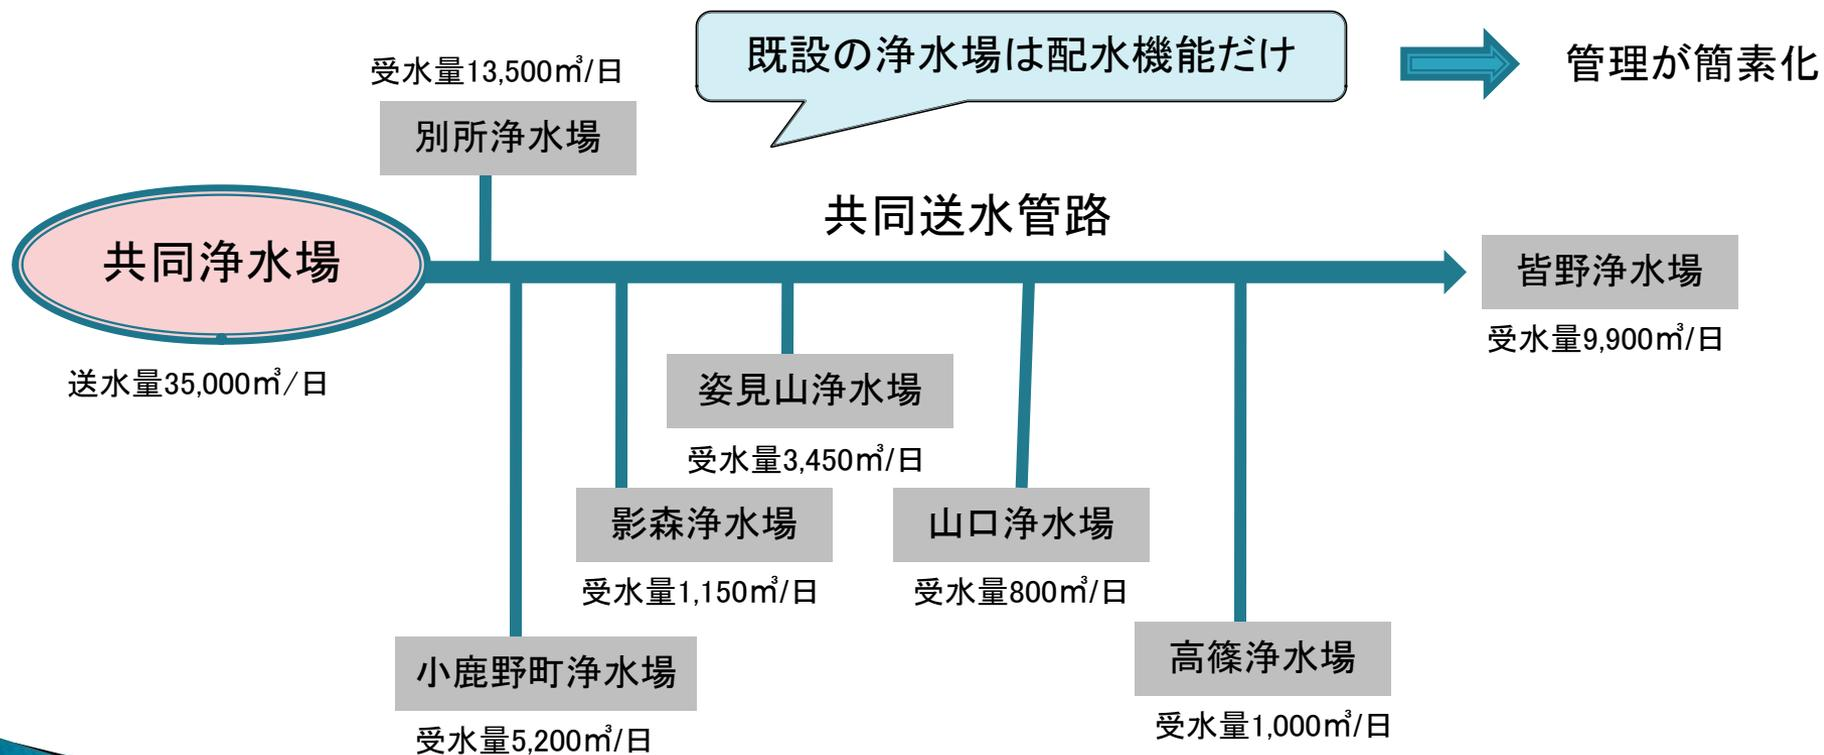 既設の浄水場は配水機能だけ
管理が簡素化
受水量13,500㎥/日
別所浄水場
共同送水管路
共同浄水場
送水量35,000㎥/日
皆野浄水場
受水量9,900㎥/日
姿見山浄水場
受水量3,450㎥/日
影森浄水場
受水量1,150㎥/日
山口浄水場
受水量800㎥/日
小鹿野町浄水場
受水量5,200㎥/日
高篠浄水場
受水量1,000㎥/日